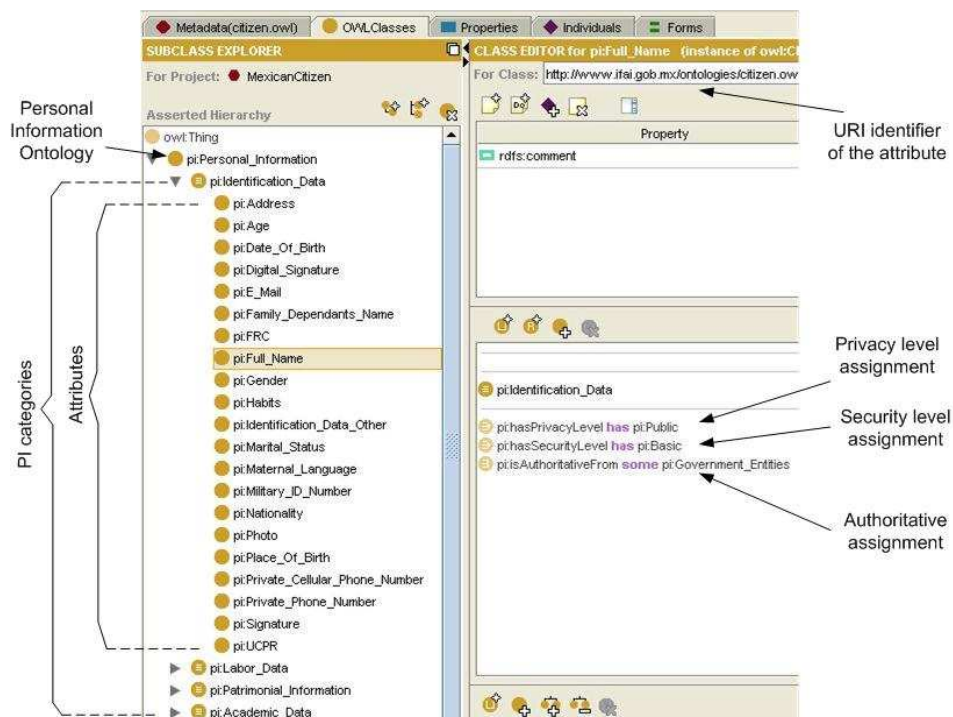 Metadata(citizen.owl)
OWLClasses
Properties
Individuals
Forms
SUBCLASS EXPLORER
CLASS EDITOR for pi:Full_Name (instance of owl:Cl
For Project: MexicanCitizen
For Class: http://www.ifai.gob.mx/ontologies/citizen.ow
Asserted Hierarchy
owl:Thing
pi:Personal_Information
pi:Identification_Data
pi:Address
pi:Age
pi:Date_Of_Birth
pi:Digital_Signature
pi:E_Mail
pi:Family_Dependants_Name
pi:FRC
pi:Full_Name
pi:Gender
pi:Habits
pi:Identification_Data_Other
pi:Marital_Status
pi:Maternal_Language
pi:Military_ID_Number
pi:Nationality
pi:Photo
pi:Place_Of_Birth
pi:Private_Cellular_Phone_Number
pi:Private_Phone_Number
pi:Signature
pi:UCPR
pi:Labor_Data
pi:Patrimonial_Information
pi:Academic_Data
Property
rdfs:comment
pi:Identification_Data
pi:hasPrivacyLevel has pi:Public
pi:hasSecurityLevel has pi:Basic
pi:isAuthoritativeFrom some pi:Government_Entities
Personal
Information
Ontology
PI categories
Attributes
URI identifier
of the attribute
Privacy level
assignment
Security level
assignment
Authoritative
assignment